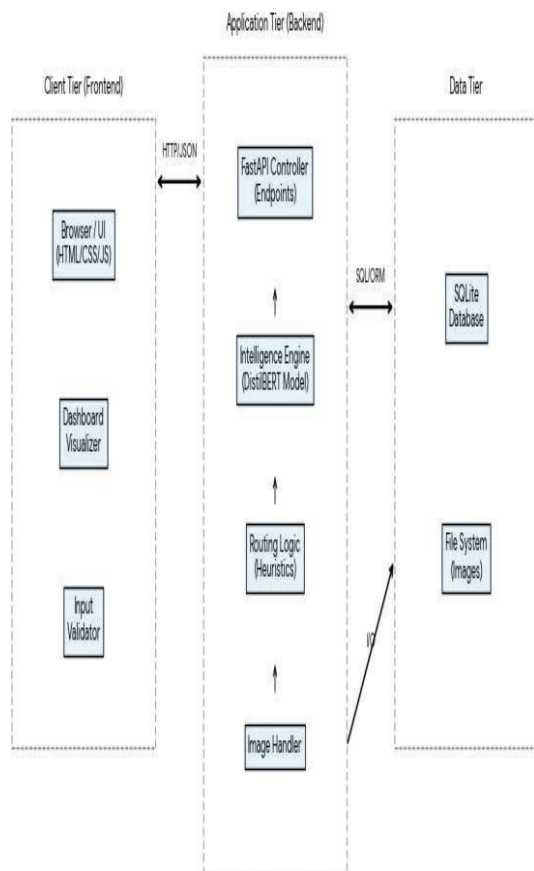 Application Tier (Backend)
Client Tier (Frontend)
Data Tier
HTTP/JSON
FastAPI Controller
(Endpoints)
Browser / UI
(HTML/CSS/JS)
SQL/ORM
SQLite
Database
Intelligence Engine
(DistilBERT Model)
Dashboard
Visualizer
Routing Logic
(Heuristics)
File System
(Images)
Input
Validator
I/O
Image Handler